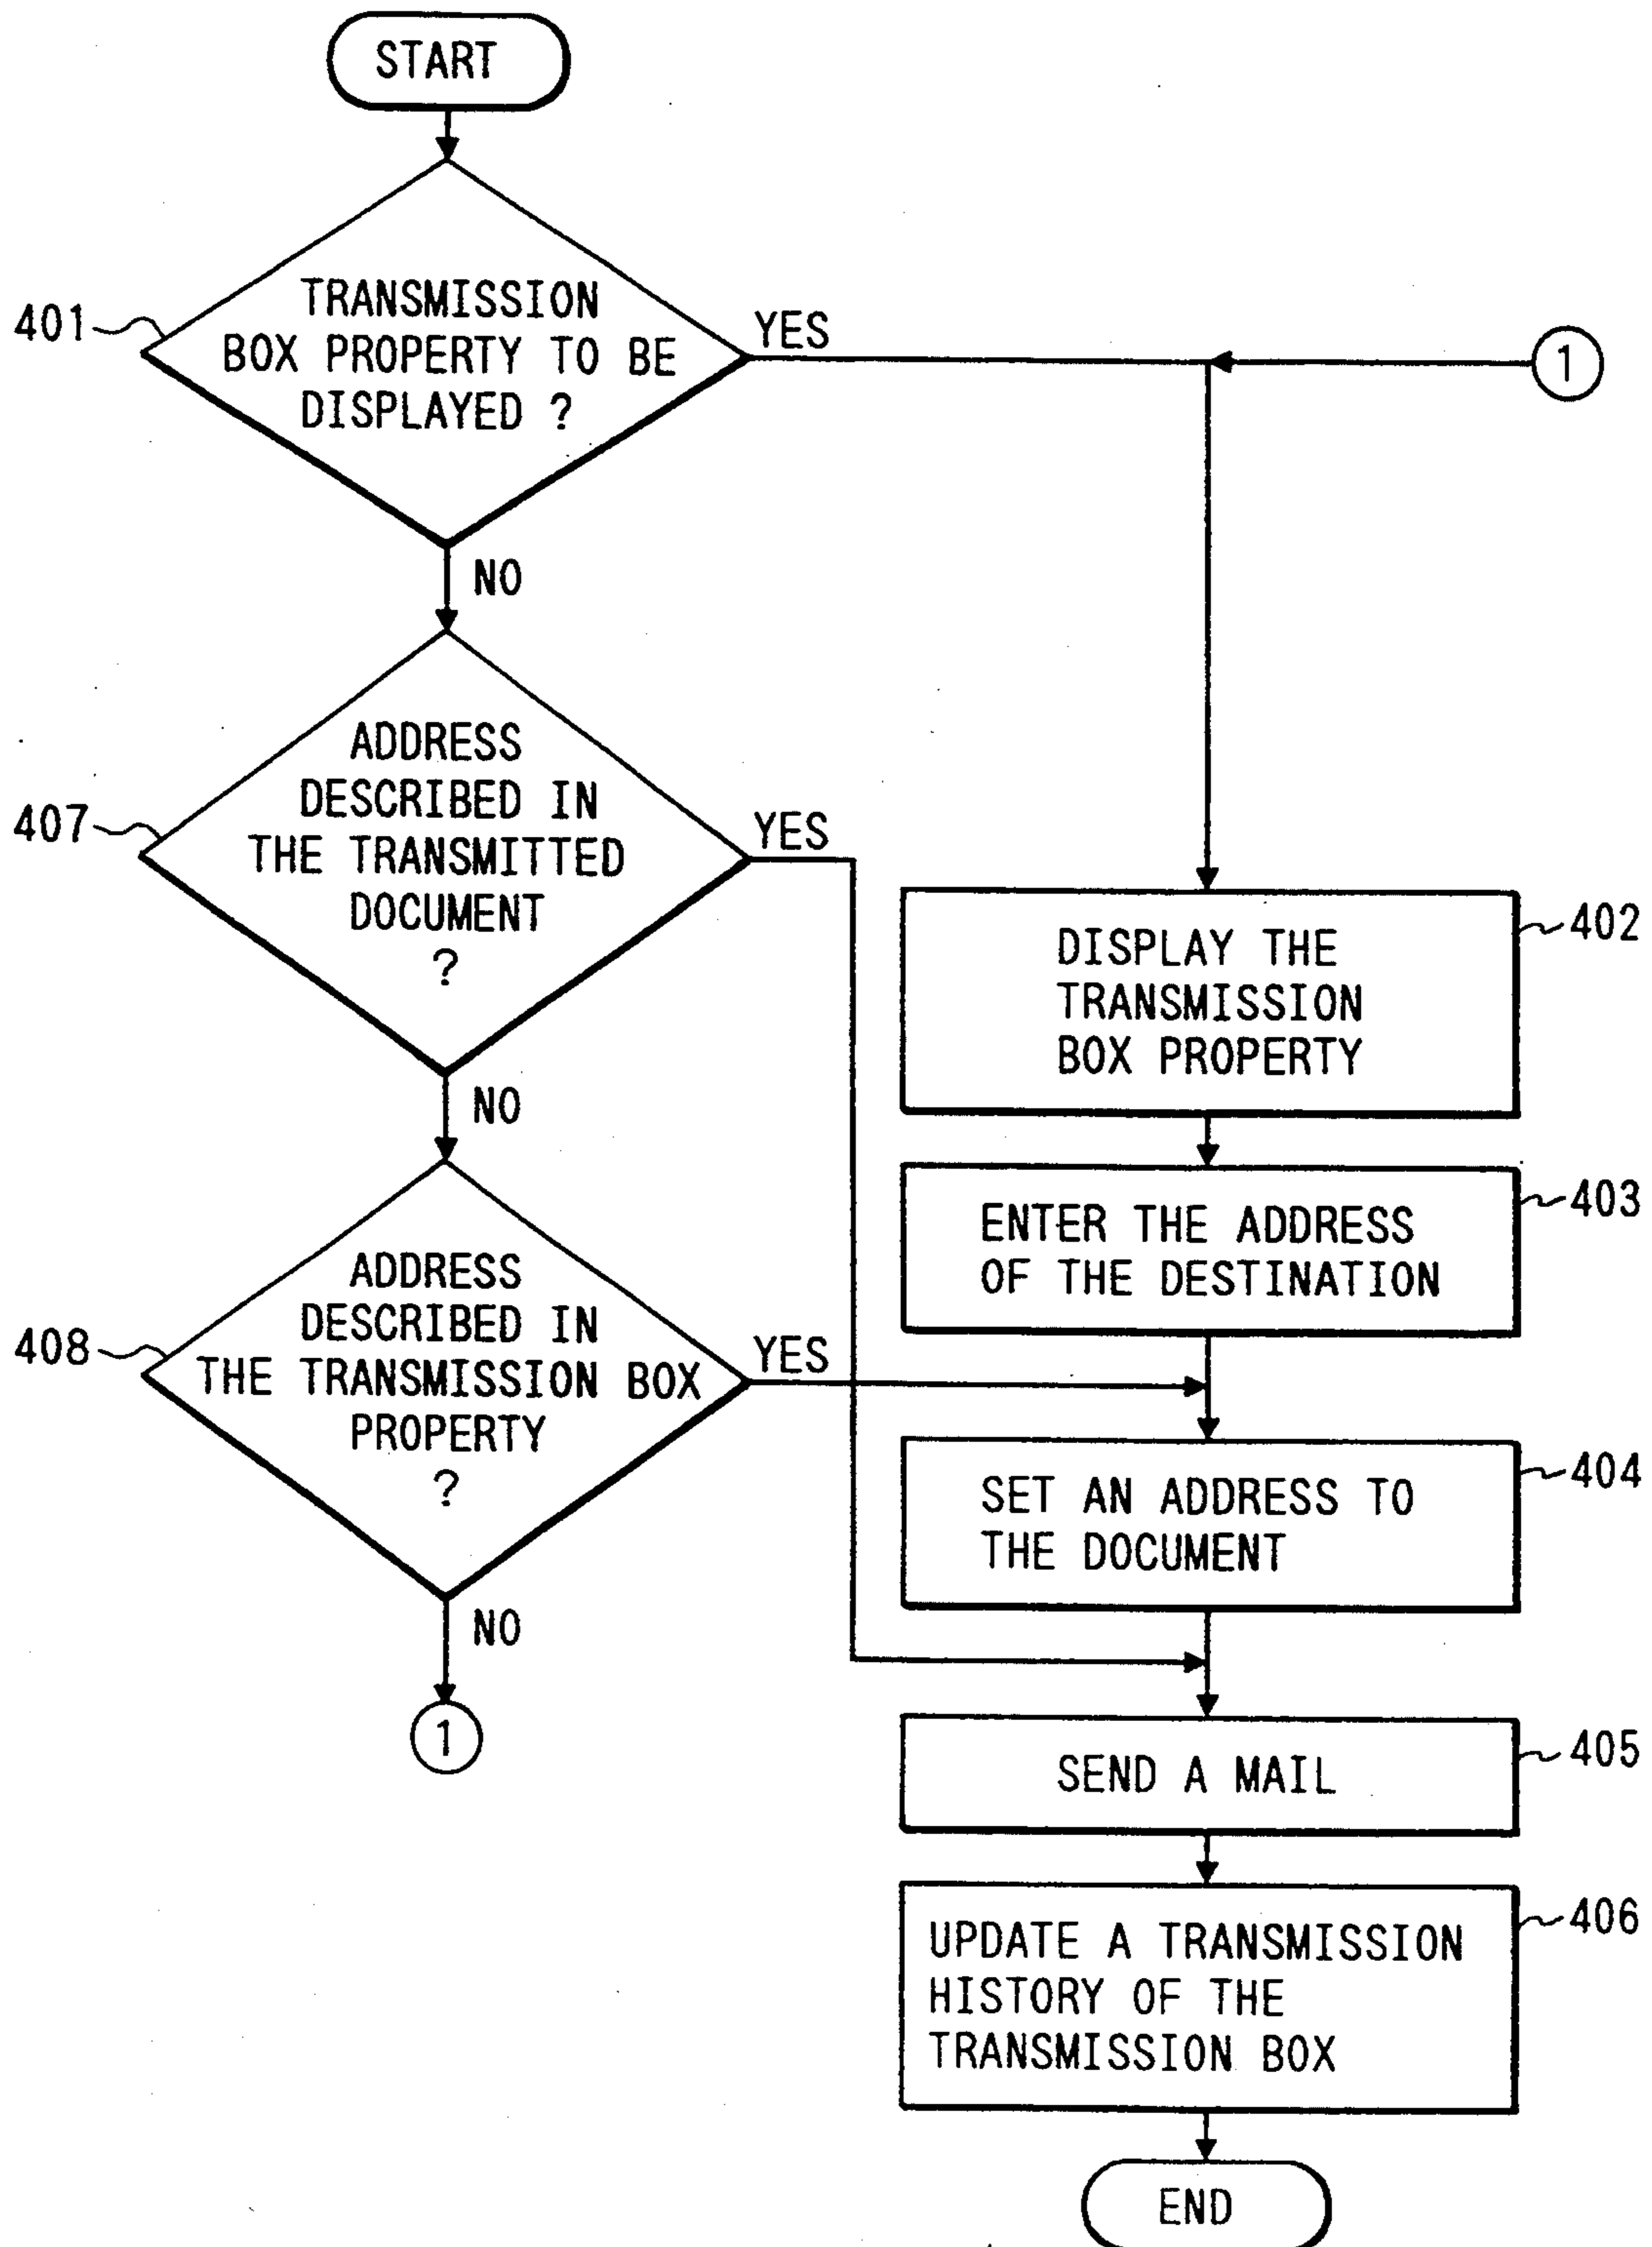 START
401
TRANSMISSION
BOX PROPERTY TO BE
DISPLAYED ?
YES
1
NO
407
ADDRESS
DESCRIBED IN
THE TRANSMITTED
DOCUMENT
?
YES
NO
408
ADDRESS
DESCRIBED IN
THE TRANSMISSION BOX
PROPERTY
?
YES
NO
1
402
DISPLAY THE
TRANSMISSION
BOX PROPERTY
403
ENTER THE ADDRESS
OF THE DESTINATION
404
SET AN ADDRESS TO
THE DOCUMENT
405
SEND A MAIL
406
UPDATE A TRANSMISSION
HISTORY OF THE
TRANSMISSION BOX
END